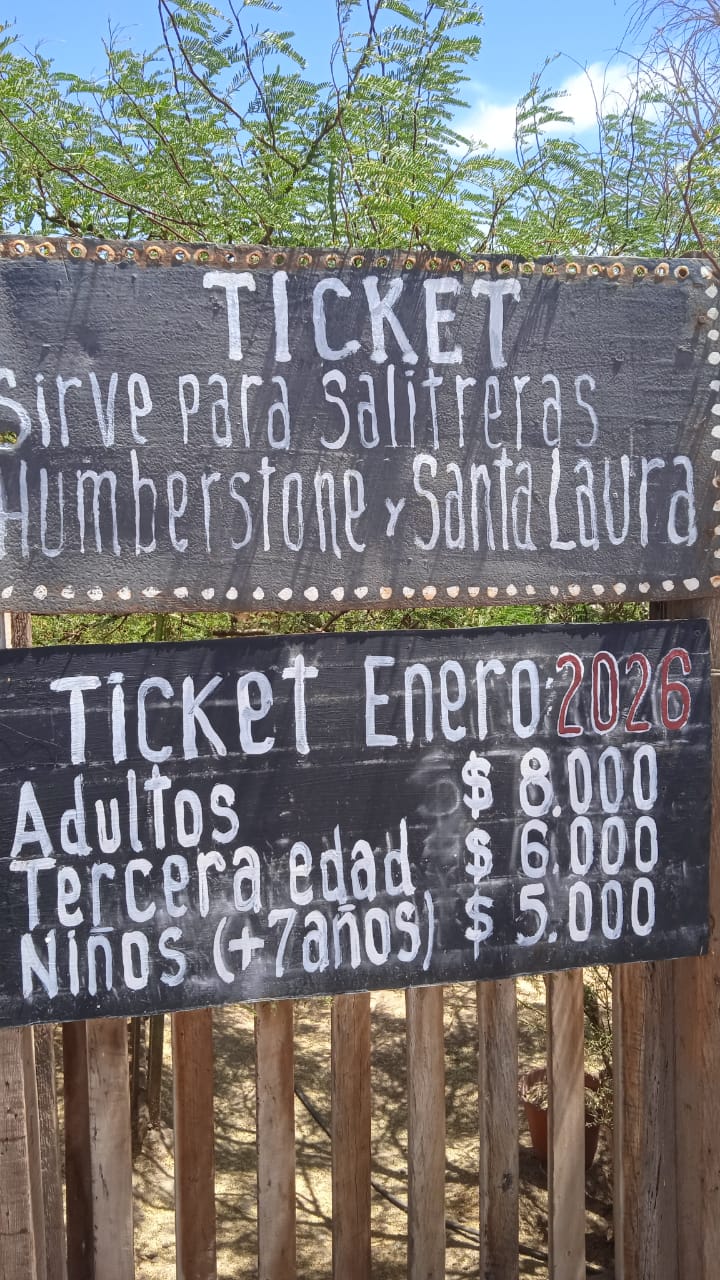 TICKET
Sirve para Salitreras
Humberstone y Santa Laura
Ticket Enero 2026
Adultos $ 8.000
Tercera edad $ 6.000
Niños (+7años) $ 5.000